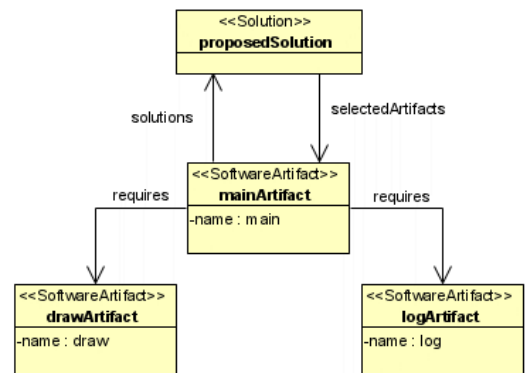 <<Solution>>
proposedSolution
solutions
selectedArtifacts
<<SoftwareArtifact>>
mainArtifact
-name : main
requires
requires
<<SoftwareArtifact>>
drawArtifact
-name : draw
<<SoftwareArtifact>>
logArtifact
-name : log